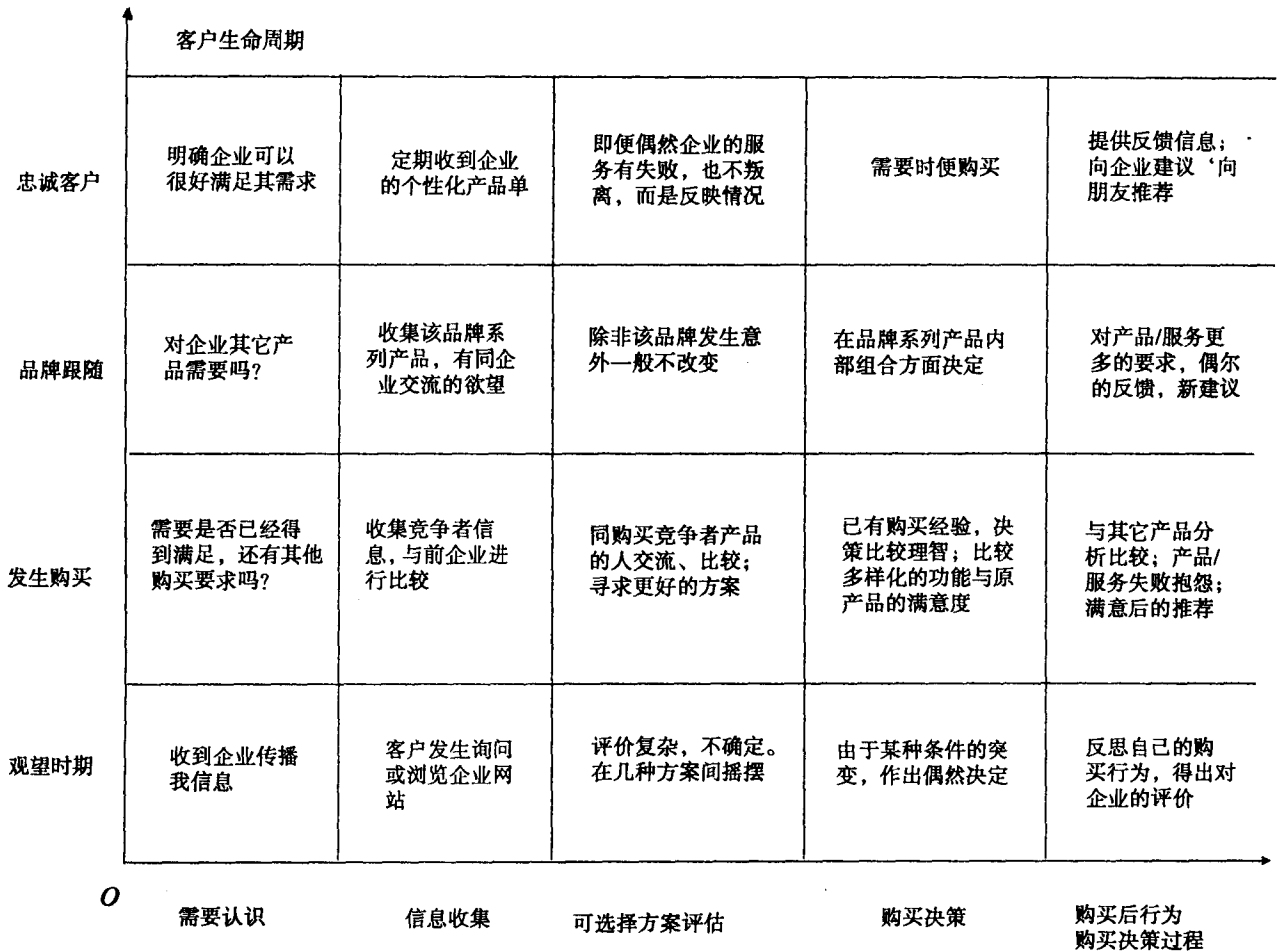 客户生命周期
忠诚客户
明确企业可以
很好满足其需求
定期收到企业
的个性化产品单
即便偶然企业的服
务有失败，也不叛
离，而是反映情况
需要时便购买
提供反馈信息；
向企业建议‘向
朋友推荐
品牌跟随
对企业其它产
品需要吗？
收集该品牌系
列产品，有同企
业交流的欲望
除非该品牌发生意
外一般不改变
在品牌系列产品内
部组合方面决定
对产品/服务更
多的要求，偶尔
的反馈，新建议
发生购买
需要是否已经得
到满足，还有其他
购买要求吗？
收集竞争者信
息，与前企业进
行比较
同购买竞争者产品
的人交流、比较；
寻求更好的方案
已有购买经验，决
策比较理智；比较
多样化的功能与原
产品的满意度
与其它产品分
析比较；产品/
服务失败抱怨；
满意后的推荐
观望时期
收到企业传播
我信息
客户发生询问
或浏览企业网
站
评价复杂，不确定。
在几种方案间摇摆
由于某种条件的突
变，作出偶然决定
反思自己的购
买行为，得出对
企业的评价
O
需要认识
信息收集
可选择方案评估
购买决策
购买后行为
购买决策过程